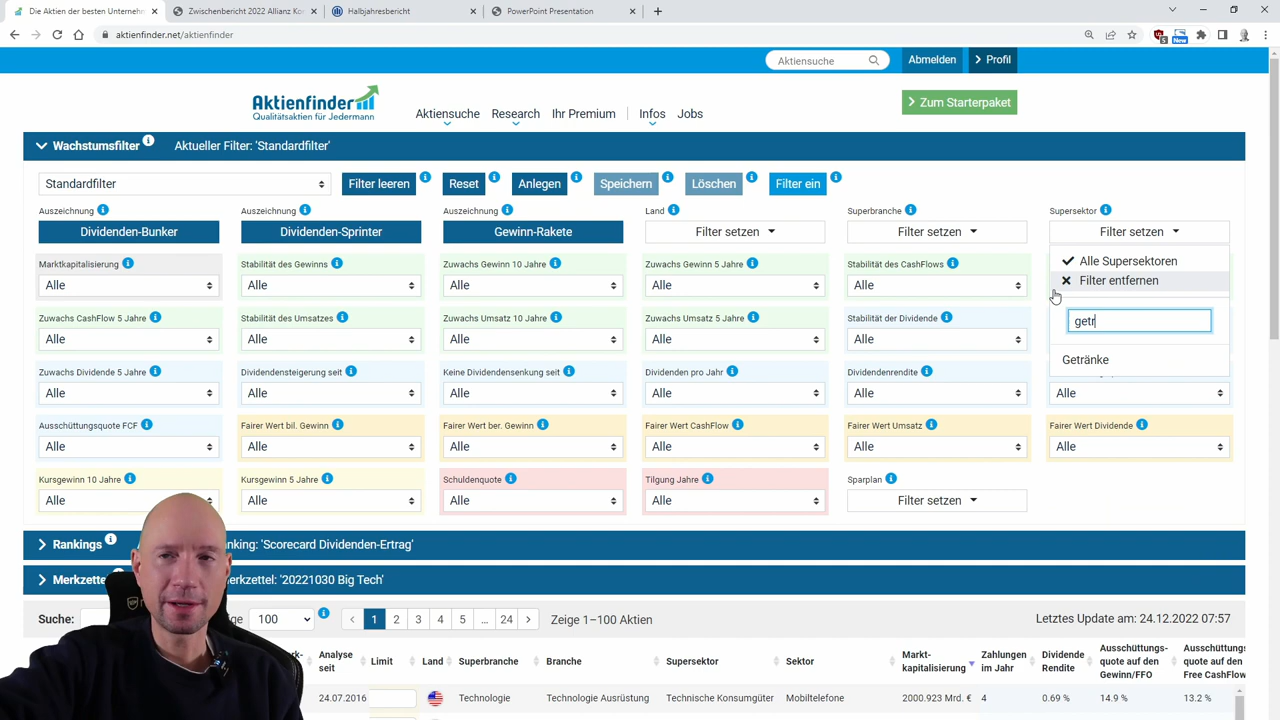 Die Aktien der besten Unternehm
Zwischenbericht 2022 Allianz Kon
Halbjahresbericht
PowerPoint Presentation
aktienfinder.net/aktienfinder
5
New
Aktiensuche
Abmelden
Profil
Aktienfinder
Qualitätsaktien für Jedermann
Aktiensuche
Research
Ihr Premium
Infos
Jobs
Zum Starterpaket
Wachstumsfilter
Aktueller Filter: 'Standardfilter'
Standardfilter
Filter leeren
Reset
Anlegen
Speichern
Löschen
Filter ein
Auszeichnung
Auszeichnung
Auszeichnung
Land
Superbranche
Supersektor
Dividenden-Bunker
Dividenden-Sprinter
Gewinn-Rakete
Filter setzen
Filter setzen
Filter setzen
Marktkapitalisierung
Stabilität des Gewinns
Zuwachs Gewinn 10 Jahre
Zuwachs Gewinn 5 Jahre
Stabilität des CashFlows
Alle Supersektoren
Alle
Alle
Alle
Alle
Alle
Filter entfernen
Zuwachs CashFlow 5 Jahre
Stabilität des Umsatzes
Zuwachs Umsatz 10 Jahre
Zuwachs Umsatz 5 Jahre
Stabilität der Dividende
getr
Alle
Alle
Alle
Alle
Alle
Getränke
Zuwachs Dividende 5 Jahre
Dividendensteigerung seit
Keine Dividendensenkung seit
Dividenden pro Jahr
Dividendenrendite
Alle
Alle
Alle
Alle
Alle
Alle
Ausschüttungsquote FCF
Fairer Wert bil. Gewinn
Fairer Wert ber. Gewinn
Fairer Wert CashFlow
Fairer Wert Umsatz
Fairer Wert Dividende
Alle
Alle
Alle
Alle
Alle
Alle
Kursgewinn 10 Jahre
Kursgewinn 5 Jahre
Schuldenquote
Tilgung Jahre
Sparplan
Alle
Alle
Alle
Alle
Filter setzen
Rankings
nking: 'Scorecard Dividenden-Ertrag'
Merkzettel
erkzettel: '20221030 Big Tech'
Suche:
ge
100
1
2
3
4
5
...
24
Zeige 1–100 Aktien
Letztes Update am: 24.12.2022 07:57
Analyse seit
Limit
Land
Superbranche
Branche
Supersektor
Sektor
Markt-
kapitalisierung
Zahlungen
im Jahr
Dividende
Rendite
Ausschüttungs-
quote auf den
Gewinn/FFO
Ausschüttungs-
quote auf den
Free CashFlow
24.07.2016
Technologie
Technologie Ausrüstung
Technische Konsumgüter
Mobiltelefone
2000.923 Mrd. €
4
0.69 %
14.9 %
13.2 %